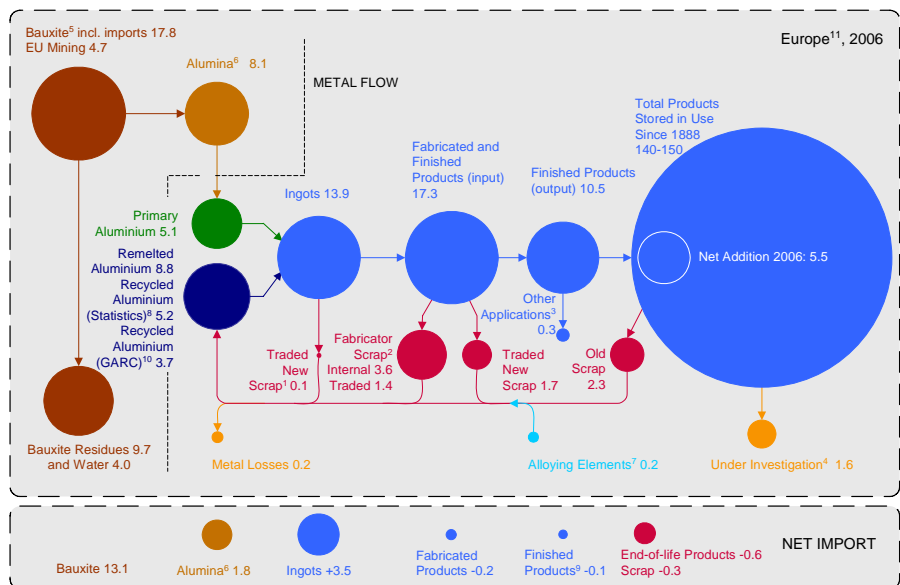 Bauxite⁵ incl. imports 17.8
EU Mining 4.7
Alumina⁶ 8.1
METAL FLOW
Europe¹¹, 2006
Total Products
Stored in Use
Since 1888
140-150
Fabricated and
Finished
Products (input)
17.3
Finished Products
(output) 10.5
Ingots 13.9
Primary
Aluminium 5.1
Remelted
Aluminium 8.8
Recycled
Aluminium
(Statistics)⁸ 5.2
Recycled
Aluminium
(GARC)¹⁰ 3.7
Net Addition 2006: 5.5
Other
Applications³
0.3
Traded
New
Scrap¹ 0.1
Fabricator
Scrap²
Internal 3.6
Traded 1.4
Traded
New
Scrap 1.7
Old
Scrap
2.3
Bauxite Residues 9.7
and Water 4.0
Metal Losses 0.2
Alloying Elements⁷ 0.2
Under Investigation⁴ 1.6
NET IMPORT
Bauxite 13.1
Alumina⁶ 1.8
Ingots +3.5
Fabricated
Products -0.2
Finished
Products⁹ -0.1
End-of-life Products -0.6
Scrap -0.3